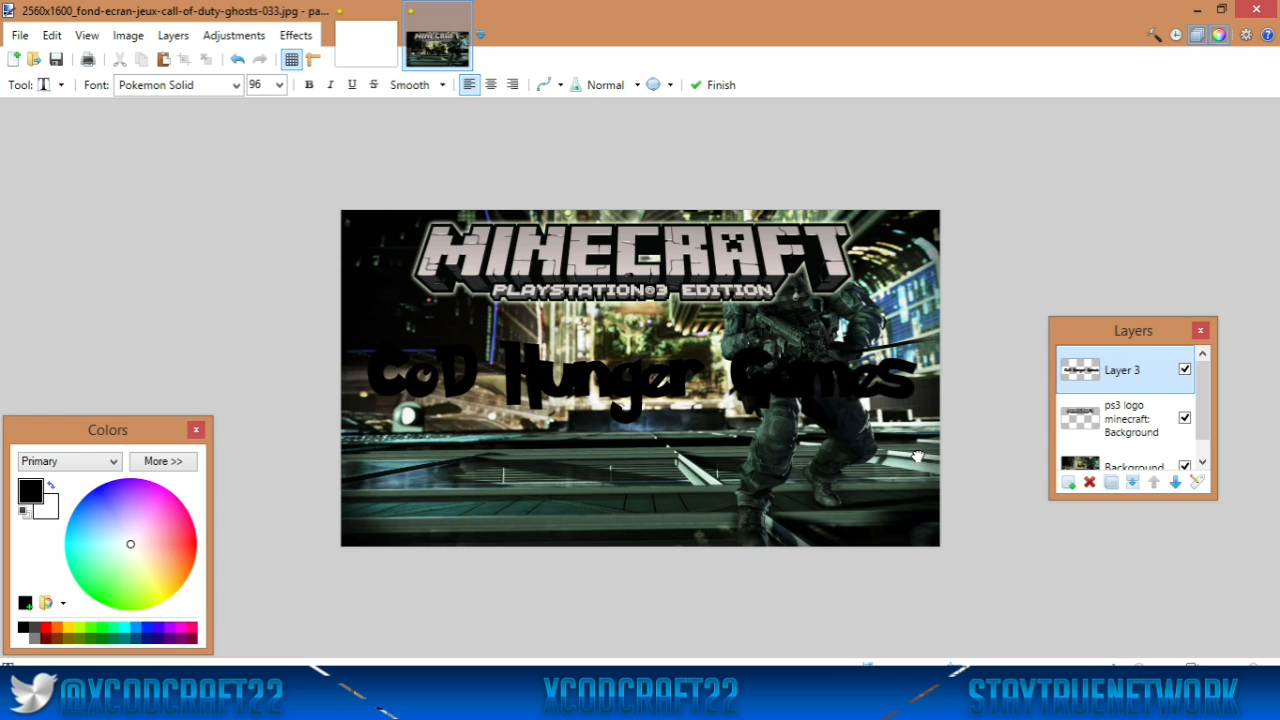 2560x1600_fond-ecran-jeux-call-of-duty-ghosts-033.jpg - pa...
File Edit View Image Layers Adjustments Effects
Tool: T Font: Pokemon Solid 96 B I U S Smooth Normal Finish
MINECRAFT
PLAYSTATION®3 EDITION
CoD Hunger Games
Layers
Layer 3
ps3 logo
minecraft:
Background
Background
Colors
Primary More >>
@XCODCRAFT22 XCODCRAFT22 STAYTRUENETWORK